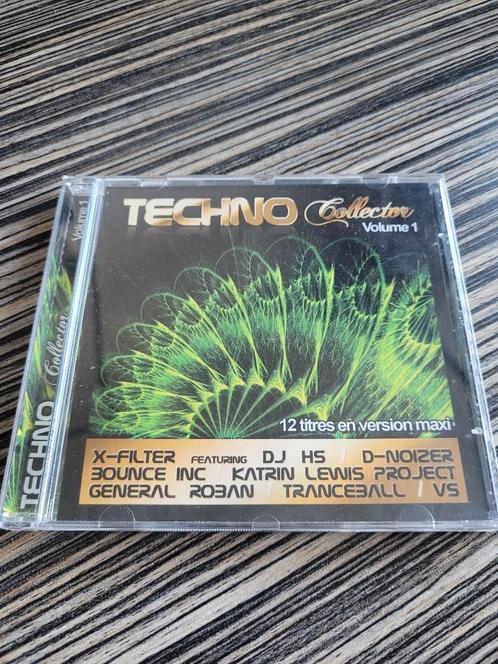 TECHNO Collector
Volume 1
12 titres en version maxi
X-FILTER FEATURING DJ HS / D-NOIZER
BOUNCE INC / KATRIN LEWIS PROJECT
GENERAL ROBAN / TRANCEBALL / VS
TECHNO Collector Volume 1